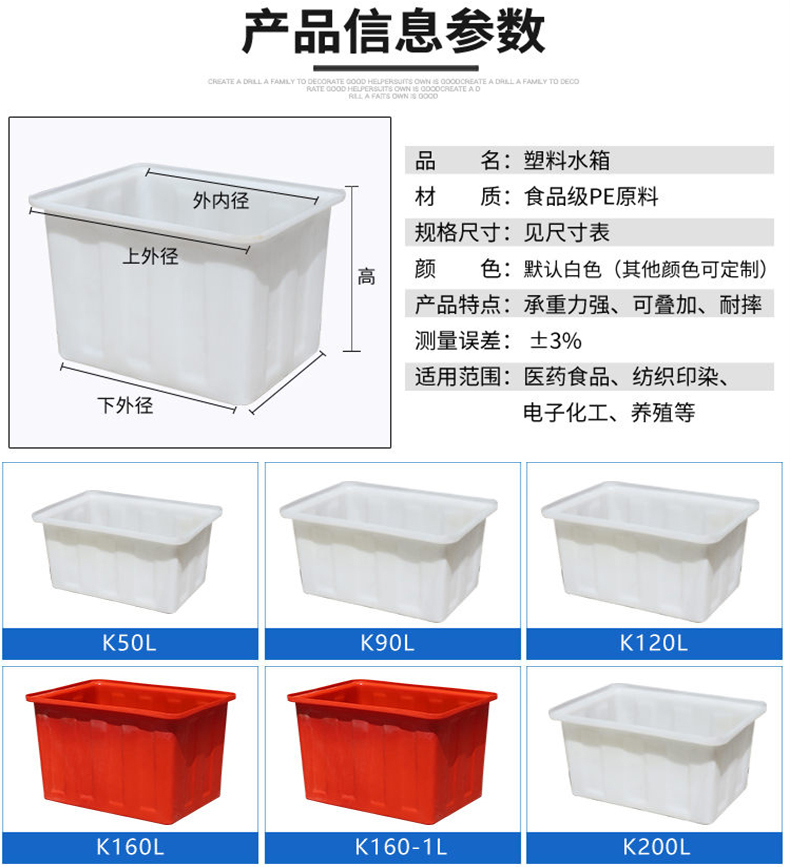 产品信息参数
CREATE A DRILL A FAMILY TO DECORATE GOOD HELPERSUITS OWN IS GOODCREATE A DRILL A FAMILY TO DECO
RATE GOOD HELPERSUITS OWN IS GOODCREATE A D
RILL A FAITS OWN IS GOOD
外内径
上外径
高
下外径
品 名：塑料水箱
材 质：食品级PE原料
规格尺寸：见尺寸表
颜 色：默认白色（其他颜色可定制）
产品特点：承重力强、可叠加、耐摔
测量误差： ±3%
适用范围：医药食品、纺织印染、
电子化工、养殖等
K50L
K90L
K120L
K160L
K160-1L
K200L